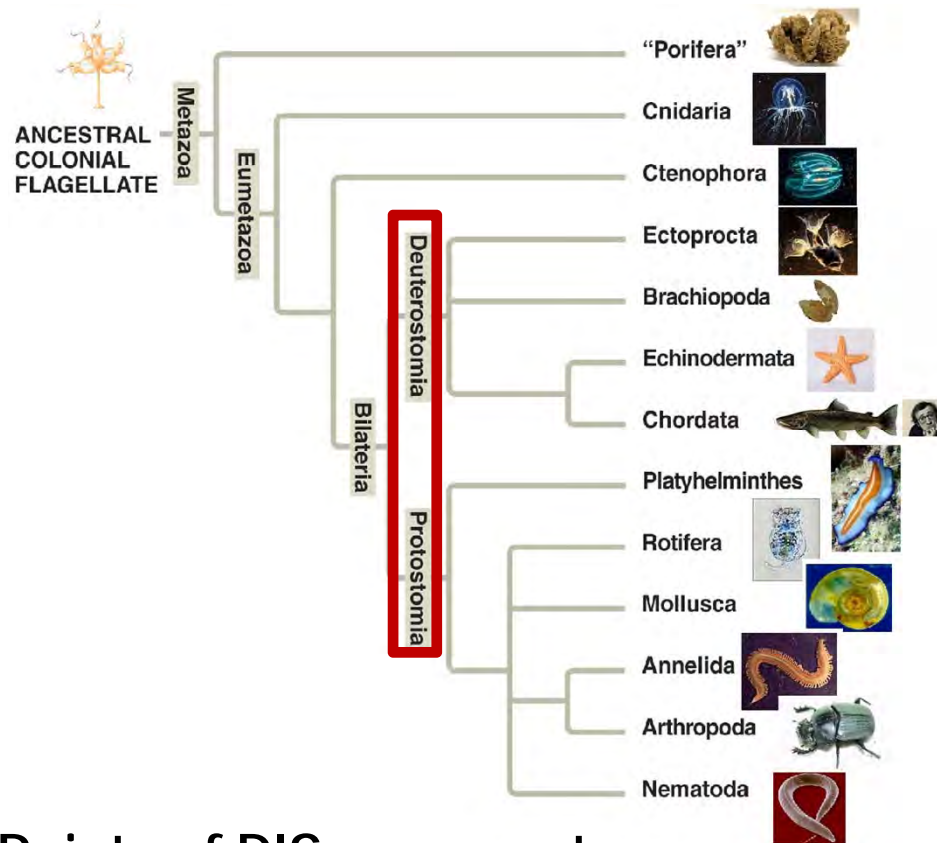 "Porifera"
Cnidaria
ANCESTRAL
COLONIAL
FLAGELLATE
Metazoa
Eumetazoa
Ctenophora
Ectoprocta
Deuterostomia
Brachiopoda
Echinodermata
Bilateria
Chordata
Platyhelminthes
Protostomia
Rotifera
Mollusca
Annelida
Arthropoda
Nematoda